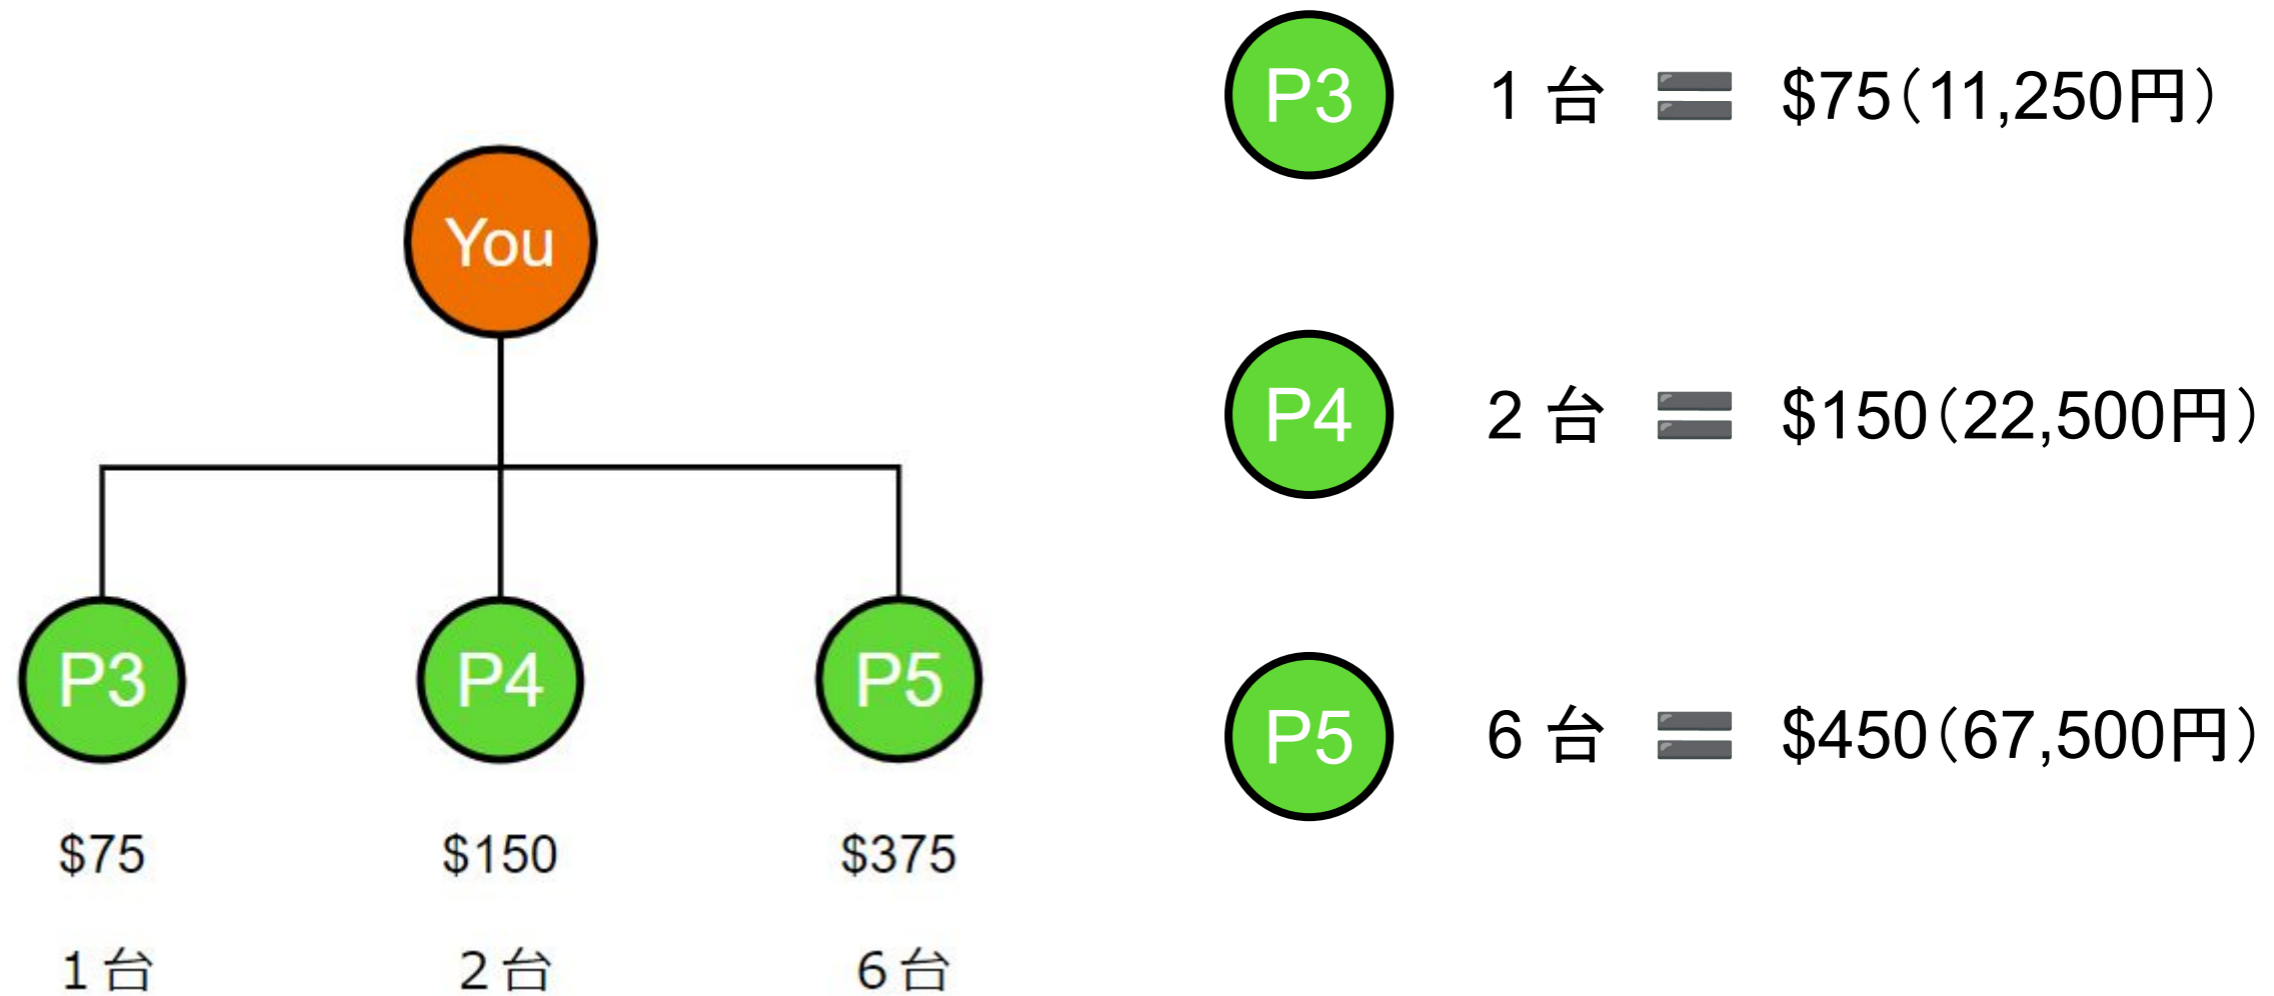 You
P3 P4 P5
$75 $150 $375
1台 2台 6台
P3 1 台 = $75（11,250円）
P4 2 台 = $150（22,500円）
P5 6 台 = $450（67,500円）